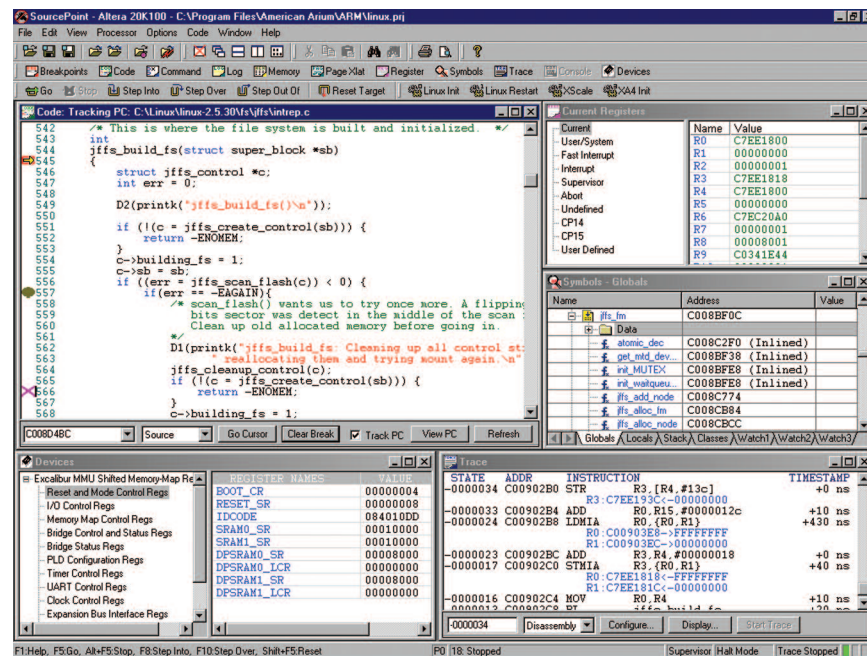 SourcePoint - Altera 20K100 - C:\Program Files\American Arium\ARM\linux.prj
File Edit View Processor Options Code Window Help
Breakpoints Code Command Log Memory Page Xlat Register Symbols Trace Console Devices
Go Stop Step Into Step Over Step Out Of Reset Target Linux Init Linux Restart XScale XA4 Init
Code: Tracking PC: C:\Linux\linux-2.5.30\fs\jffs\intrep.c
542 /* This is where the file system is built and initialized. */
543 int
544 jffs_build_fs(struct super_block *sb)
545 {
546 struct jffs_control *c;
547 int err = 0;
548
549 D2(printk("jffs_build_fs()\n"));
550
551 if (!(c = jffs_create_control(sb))) {
552 return -ENOMEM;
553 }
554 c->building_fs = 1;
555 c->sb = sb;
556 if ((err = jffs_scan_flash(c)) < 0) {
557 if(err == -EAGAIN){
558 /* scan_flash() wants us to try once more. A flipping
559 bits sector was detect in the middle of the scan
560 Clean up old allocated memory before going in.
561 */
562 D1(printk("jffs_build_fs: Cleaning up all control st
563 " reallocating them and trying mount again.\n"
564 jffs_cleanup_control(c);
565 if (!(c = jffs_create_control(sb))) {
566 return -ENOMEM;
567 }
568 c->building_fs = 1;
C008D4BC Source Go Cursor Clear Break Track PC View PC Refresh
Current Registers
Current
User/System
Fast Interrupt
Interrupt
Supervisor
Abort
Undefined
CP14
CP15
User Defined
Name Value
R0 C7EE1800
R1 00000000
R2 00000001
R3 C7EE1818
R4 C7EE1800
R5 00000000
R6 C7EC20A0
R7 00000001
R8 00008001
R9 C0341E44
Symbols - Globals
Name Address Value
jffs_fm C008BF0C
Data
atomic_dec C008C2F0 (Inlined)
get_mtd_dev... C008BF38 (Inlined)
init_MUTEX C008BFE8 (Inlined)
init_waitqueu... C008BFE8 (Inlined)
jffs_add_node C008C774
jffs_alloc_fm C008CB84
jffs_alloc_node C008CBCC
Globals Locals Stack Classes Watch1 Watch2 Watch3
Devices
Excalibur MMU Shifted Memory-Map Re
Reset and Mode Control Regs
I/O Control Regs
Memory Map Control Regs
Bridge Control and Status Regs
Bridge Status Regs
PLD Configuration Regs
Timer Control Regs
UART Control Regs
Clock Control Regs
Expansion Bus Interface Regs
REGISTER NAMES VALUE
BOOT_CR 00000004
RESET_SR 00000008
IDCODE 084010DD
SRAM0_SR 00010000
SRAM1_SR 00010000
DPSRAM0_SR 00008000
DPSRAM0_LCR 00000000
DPSRAM1_SR 00008000
DPSRAM1_LCR 00000000
Trace
STATE ADDR INSTRUCTION TIMESTAMP
-0000034 C00902B0 STR R3,[R4,#13c] +0 ns
R3:C7EE193C<-00000000
-0000033 C00902B4 ADD R0,R15,#0000012c +10 ns
-0000024 C00902B8 LDMIA R0,{R0,R1} +430 ns
R0:C00903E8->FFFFFFFF
R1:C00903EC->00000000
-0000023 C00902BC ADD R3,R4,#00000018 +0 ns
-0000017 C00902C0 STMIA R3,{R0,R1} +40 ns
R0:C7EE1818<-FFFFFFFF
R1:C7EE181C<-00000000
-0000016 C00902C4 MOV R0,R4 +10 ns
-0000013 C00902C8 BL jffs_build_fs +20 ns
-0000034 Disassembly Configure... Display... Start Trace
F1:Help, F5:Go, Alt+F5:Stop, F8:Step Into, F10:Step Over, Shift+F5:Reset P0 18: Stopped Supervisor Halt Mode Trace Stopped